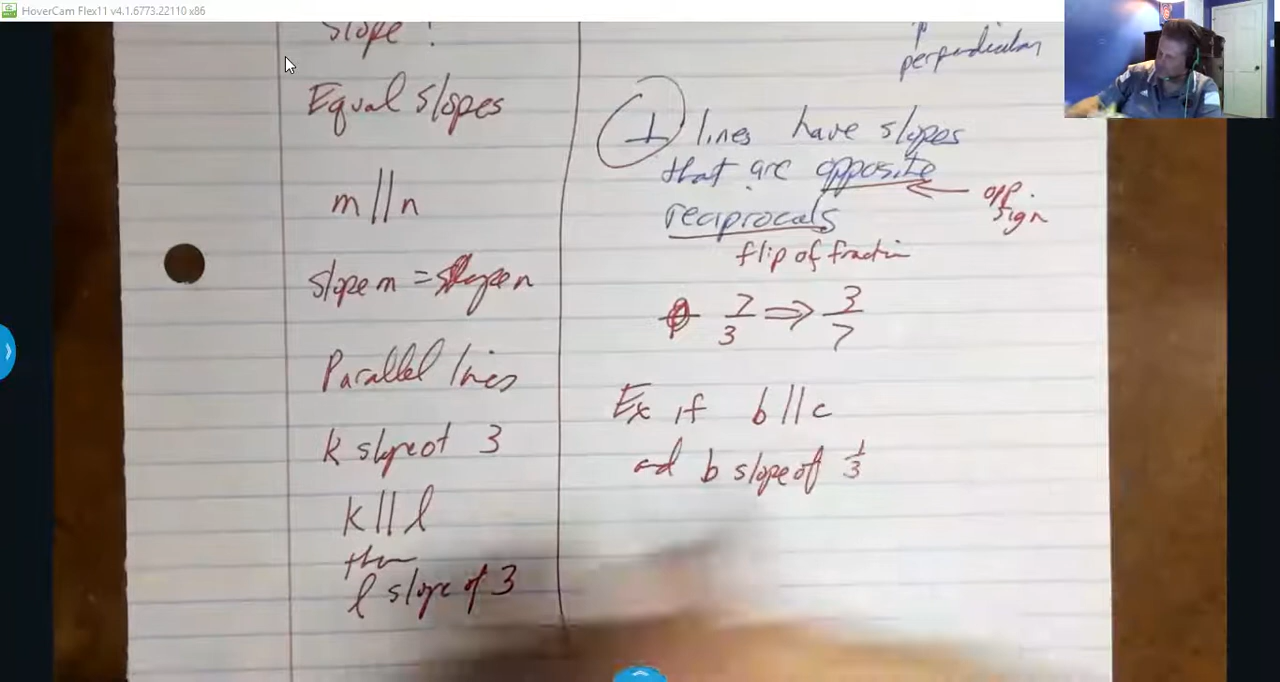 HoverCam Flex11 v4.1.6773.22110 x86
slope?
Equal slopes
m||n
slope m = slope n
Parallel lines
k slope of 3
k||l
then
l slope of 3
perpendicular
⊥ lines have slopes
that are opposite
opp.
sign
reciprocals
flip of fraction
7/3 ⇒ 3/7
Ex if b||c
and b slope of 1/3